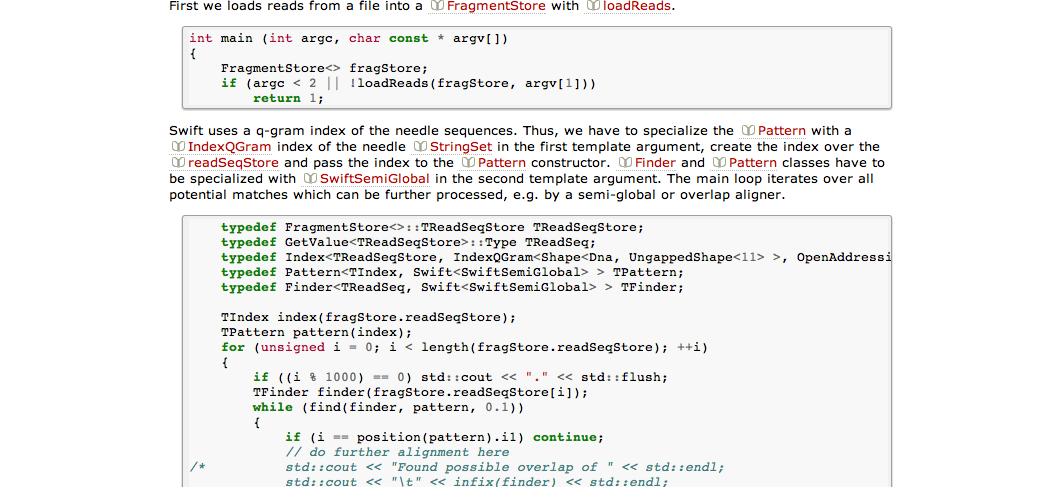 First we loads reads from a file into a FragmentStore with loadReads.
int main (int argc, char const * argv[])
{
    FragmentStore<> fragStore;
    if (argc < 2 || !loadReads(fragStore, argv[1]))
        return 1;
Swift uses a q-gram index of the needle sequences. Thus, we have to specialize the Pattern with a
IndexQGram index of the needle StringSet in the first template argument, create the index over the
readSeqStore and pass the index to the Pattern constructor. Finder and Pattern classes have to
be specialized with SwiftSemiGlobal in the second template argument. The main loop iterates over all
potential matches which can be further processed, e.g. by a semi-global or overlap aligner.
    typedef FragmentStore<>::TReadSeqStore TReadSeqStore;
    typedef GetValue<TReadSeqStore>::Type TReadSeq;
    typedef Index<TReadSeqStore, IndexQGram<Shape<Dna, UngappedShape<11> >, OpenAddressi
    typedef Pattern<TIndex, Swift<SwiftSemiGlobal> > TPattern;
    typedef Finder<TReadSeq, Swift<SwiftSemiGlobal> > TFinder;
    TIndex index(fragStore.readSeqStore);
    TPattern pattern(index);
    for (unsigned i = 0; i < length(fragStore.readSeqStore); ++i)
    {
        if ((i % 1000) == 0) std::cout << "." << std::flush;
        TFinder finder(fragStore.readSeqStore[i]);
        while (find(finder, pattern, 0.1))
        {
            if (i == position(pattern).i1) continue;
            // do further alignment here
/*          std::cout << "Found possible overlap of " << std::endl;
            std::cout << "\t" << infix(finder) << std::endl;